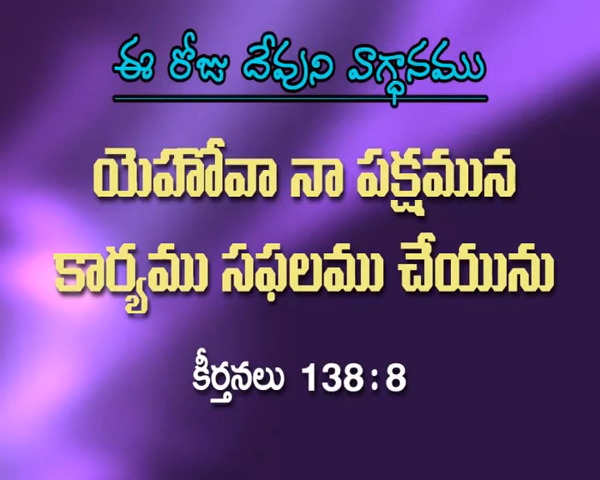 ఈ రోజు దేవుని వాగ్ధానము
యెహోవా నా పక్షమున
కార్యము సఫలము చేయును
కీర్తనలు 138:8